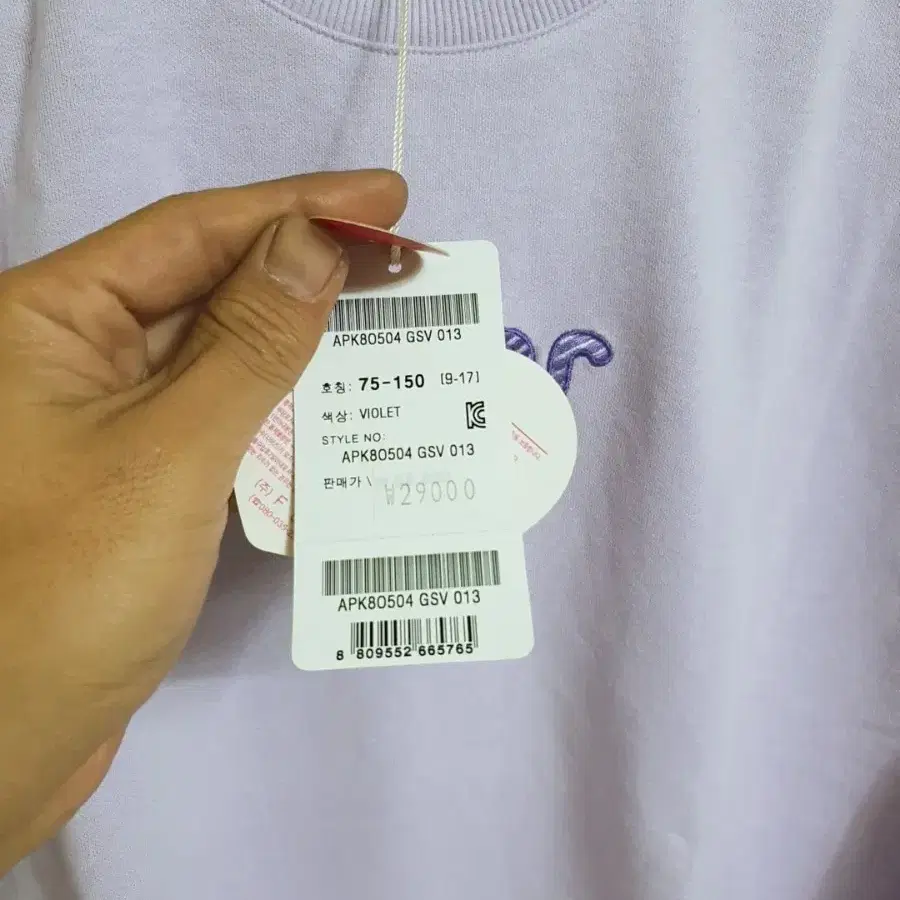 APK80504 GSV 013
호칭: 75-150 [9-17]
색상: VIOLET
STYLE NO:
APK80504 GSV 013
판매가 \
₩29000
(주) F
APK80504 GSV 013
8 809552 665765